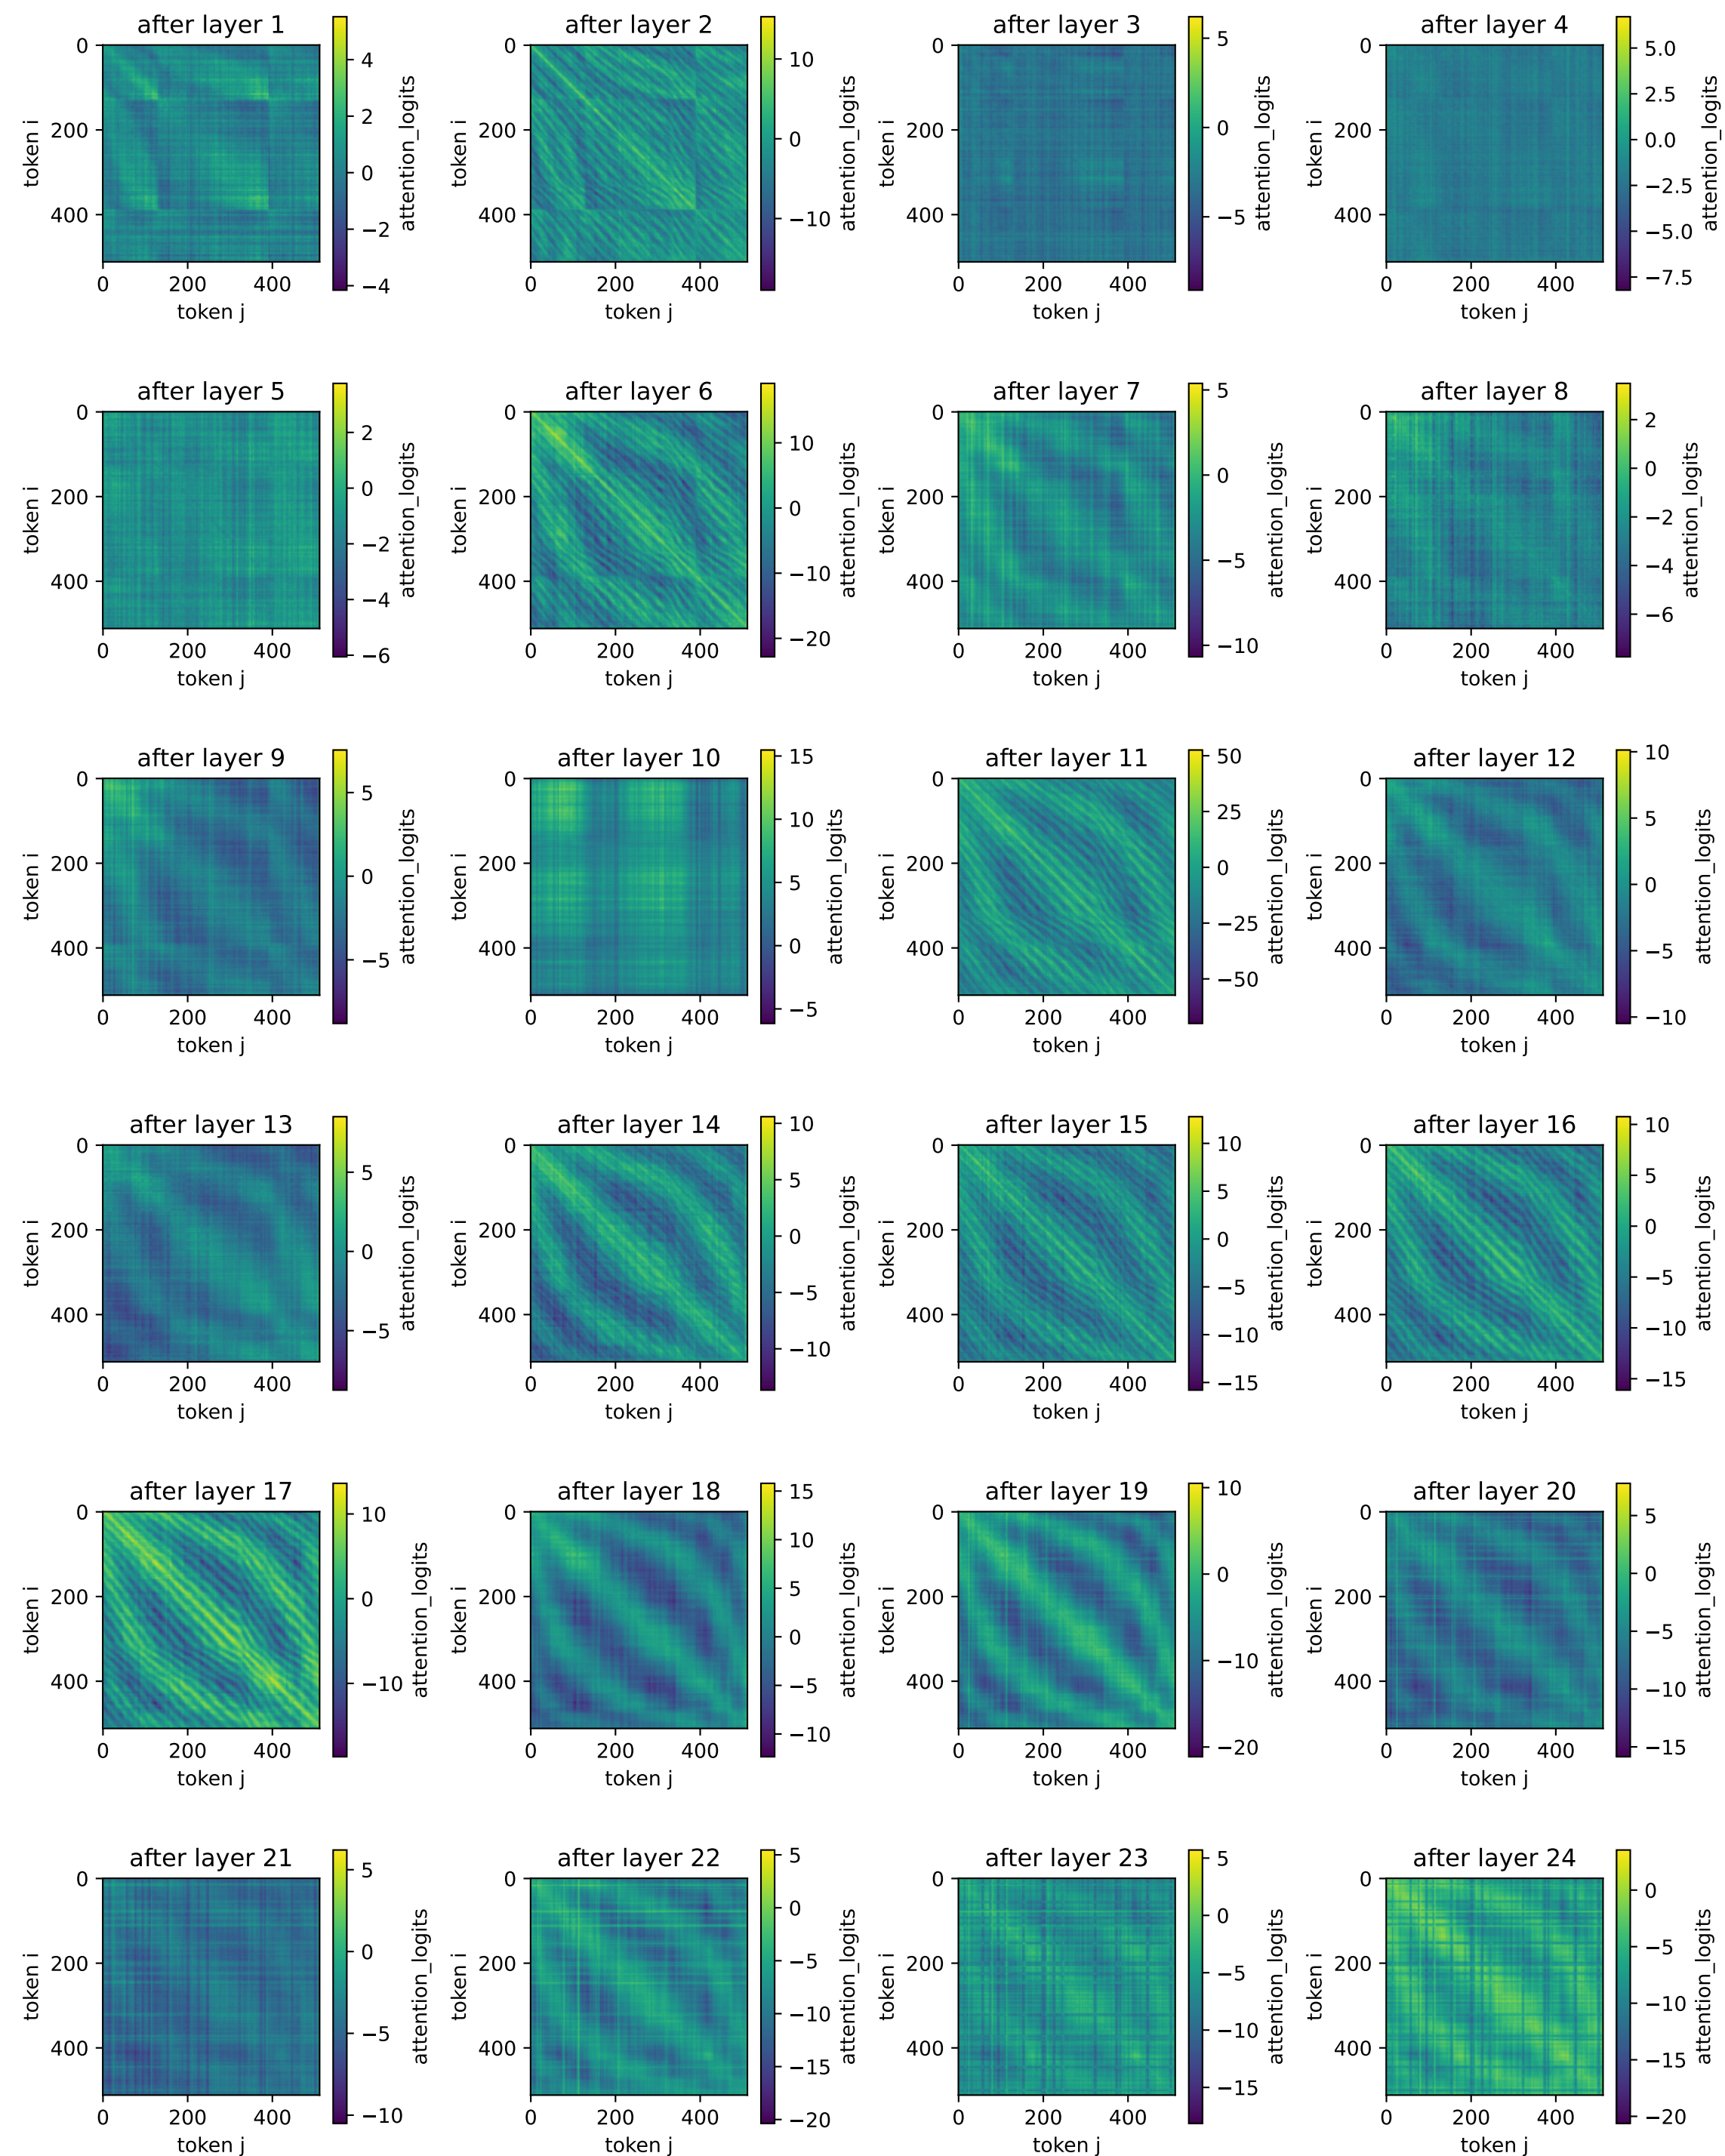 after layer 1
after layer 2
after layer 3
after layer 4
0
200
400
token i
0 200 400
token j
4
2
0
−2
−4
attention_logits
0
200
400
token i
0 200 400
token j
10
0
−10
attention_logits
token i
0 200 400
token j
5
0
−5
attention_logits
0
200
400
token i
0 200 400
token j
5.0
2.5
0.0
−2.5
−5.0
−7.5
attention_logits
after layer 5
after layer 6
after layer 7
after layer 8
0
200
400
token i
0 200 400
token j
2
0
−2
−4
−6
attention_logits
0
200
400
token i
0 200 400
token j
10
0
−10
−20
attention_logits
token i
0 200 400
token j
5
0
−5
−10
attention_logits
0
200
400
token i
0 200 400
token j
2
0
−2
−4
−6
attention_logits
after layer 9
after layer 10
after layer 11
after layer 12
0
200
400
token i
0 200 400
token j
5
0
−5
attention_logits
0
200
400
token i
0 200 400
token j
15
10
5
0
−5
attention_logits
0
200
400
token i
0 200 400
token j
50
25
0
−25
−50
attention_logits
0
200
400
token i
0 200 400
token j
10
5
0
−5
−10
attention_logits
after layer 13
after layer 14
after layer 15
after layer 16
0
200
400
token i
0 200 400
token j
5
0
−5
attention_logits
0
200
400
token i
0 200 400
token j
10
5
0
−5
−10
attention_logits
0
200
400
token i
0 200 400
token j
10
5
0
−5
−10
−15
attention_logits
0
200
400
token i
0 200 400
token j
10
5
0
−5
−10
−15
attention_logits
after layer 17
after layer 18
after layer 19
after layer 20
0
200
400
token i
0 200 400
token j
10
0
−10
attention_logits
0
200
400
token i
0 200 400
token j
15
10
5
0
−5
−10
attention_logits
0
200
400
token i
0 200 400
token j
10
0
−10
−20
attention_logits
0
200
400
token i
0 200 400
token j
5
0
−5
−10
−15
attention_logits
after layer 21
after layer 22
after layer 23
after layer 24
0
200
400
token i
0 200 400
token j
5
0
−5
−10
attention_logits
0
200
400
token i
0 200 400
token j
5
0
−5
−10
−15
−20
attention_logits
0
200
400
token i
0 200 400
token j
5
0
−5
−10
−15
attention_logits
0
200
400
token i
0 200 400
token j
0
−5
−10
−15
−20
attention_logits